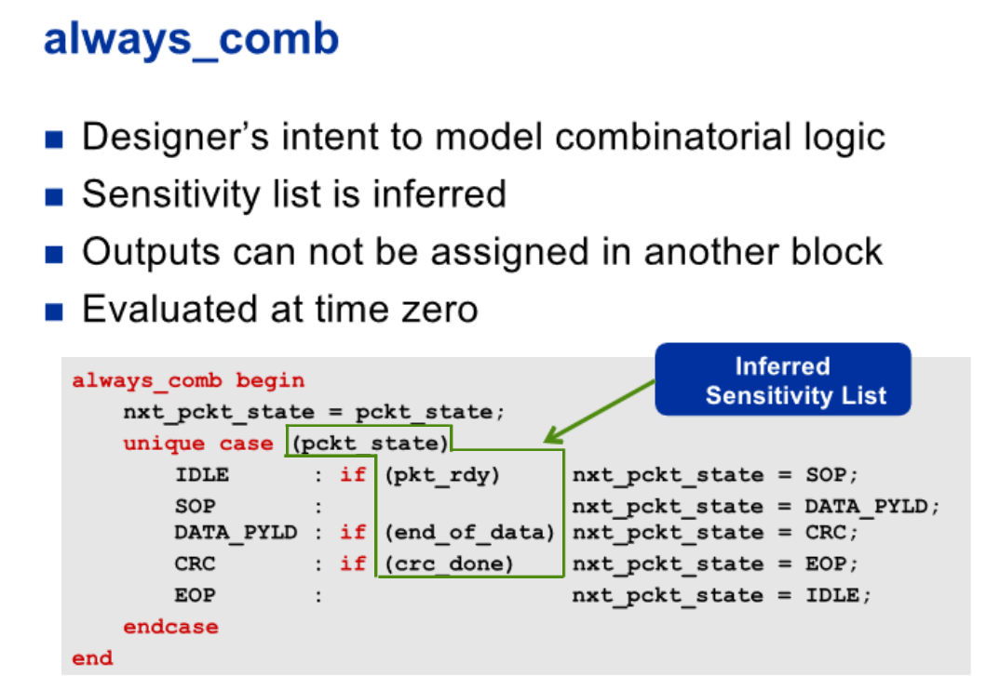 always_comb
Designer's intent to model combinatorial logic
Sensitivity list is inferred
Outputs can not be assigned in another block
Evaluated at time zero
Inferred
Sensitivity List
always_comb begin
nxt_pckt_state = pckt_state;
unique case (pckt_state)
IDLE : if (pkt_rdy) nxt_pckt_state = SOP;
SOP : nxt_pckt_state = DATA_PYLD;
DATA_PYLD : if (end_of_data) nxt_pckt_state = CRC;
CRC : if (crc_done) nxt_pckt_state = EOP;
EOP : nxt_pckt_state = IDLE;
endcase
end